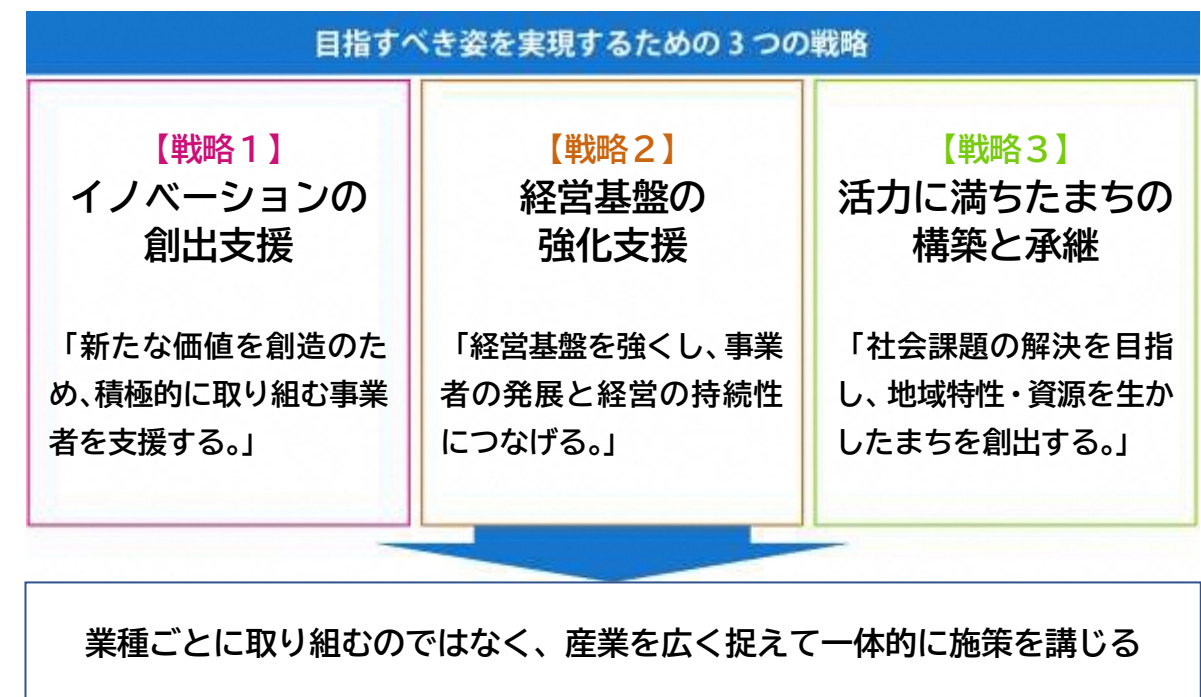 目指すべき姿を実現するための3つの戦略
【戦略1】
イノベーションの
創出支援
「新たな価値を創造のた
め、積極的に取り組む事業
者を支援する。」
【戦略2】
経営基盤の
強化支援
「経営基盤を強くし、事業
者の発展と経営の持続性
につなげる。」
【戦略3】
活力に満ちたまちの
構築と承継
「社会課題の解決を目指
し、地域特性・資源を生か
したまちを創出する。」
業種ごとに取り組むのではなく、産業を広く捉えて一体的に施策を講じる